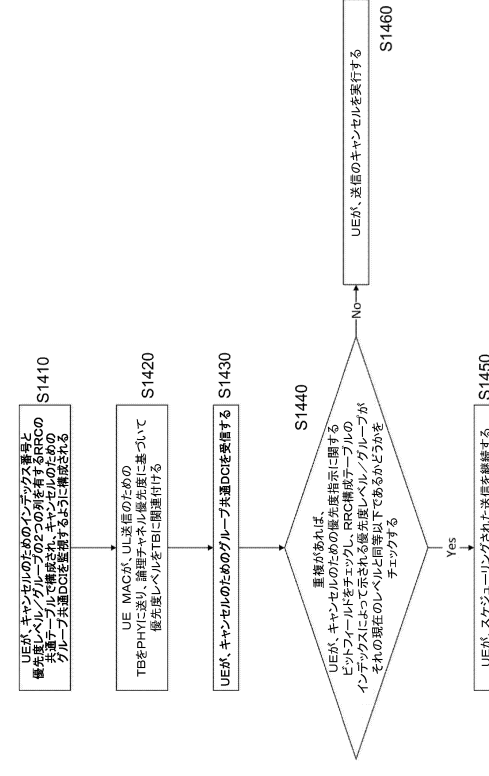 UEが、キャンセルのためのインデックス番号と
優先度レベル／グループの2つの列を有するRRCの
共通テーブルで構成され、キャンセルのための
グループ共通DCIを監視するように構成される
S1410
UE MACが、UL送信のための
TBをPHYに送り、論理チャネル優先度に基づいて
優先度レベルをTBに関連付ける
S1420
UEが、キャンセルのためのグループ共通DCIを受信する
S1430
S1440
重複があれば、
UEが、キャンセルのための優先度指示に関する
ビットフィールドをチェックし、RRC構成テーブルの
インデックスによって示される優先度レベル／グループが
それの現在のレベルと同等以下であるかどうかを
チェックする
No
UEが、送信のキャンセルを実行する
S1460
Yes
UEが、スケジューリングされた送信を継続する
S1450